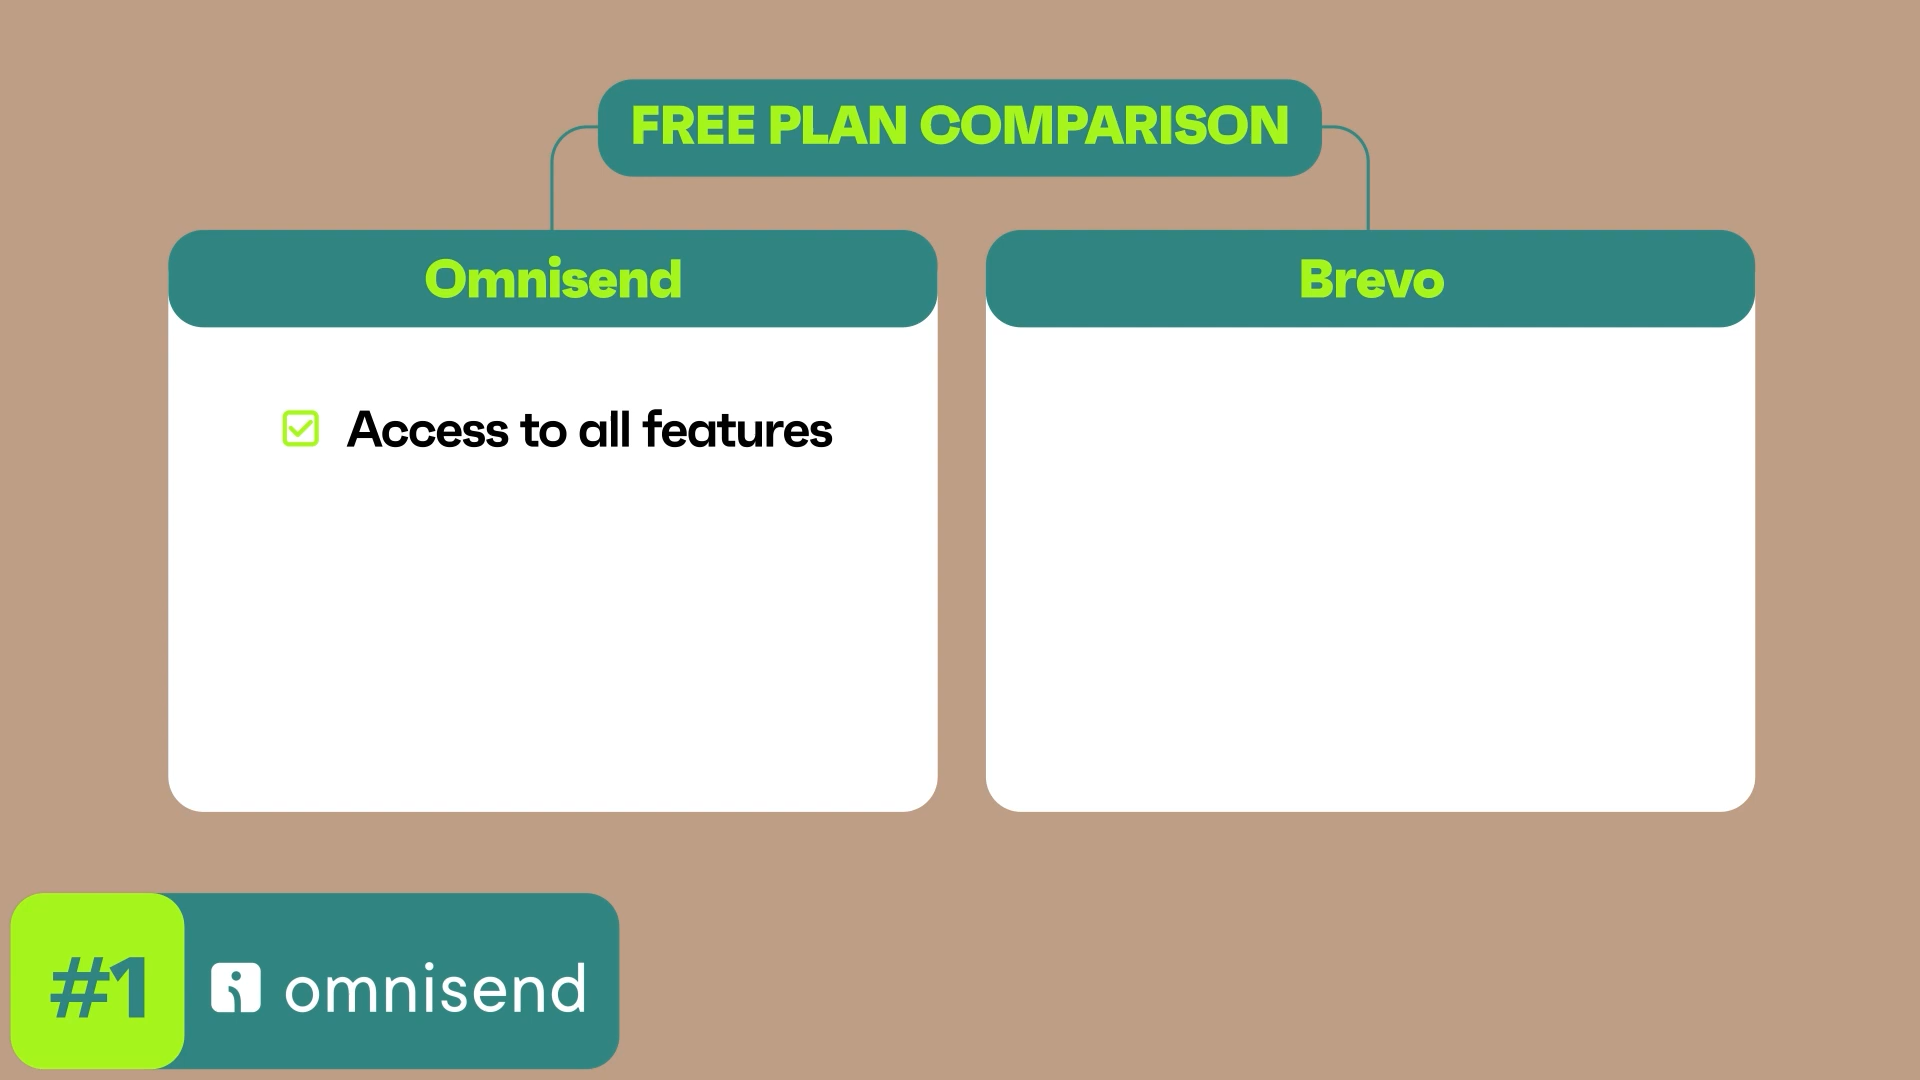 FREE PLAN COMPARISON
Omnisend
Brevo
Access to all features
#1
omnisend